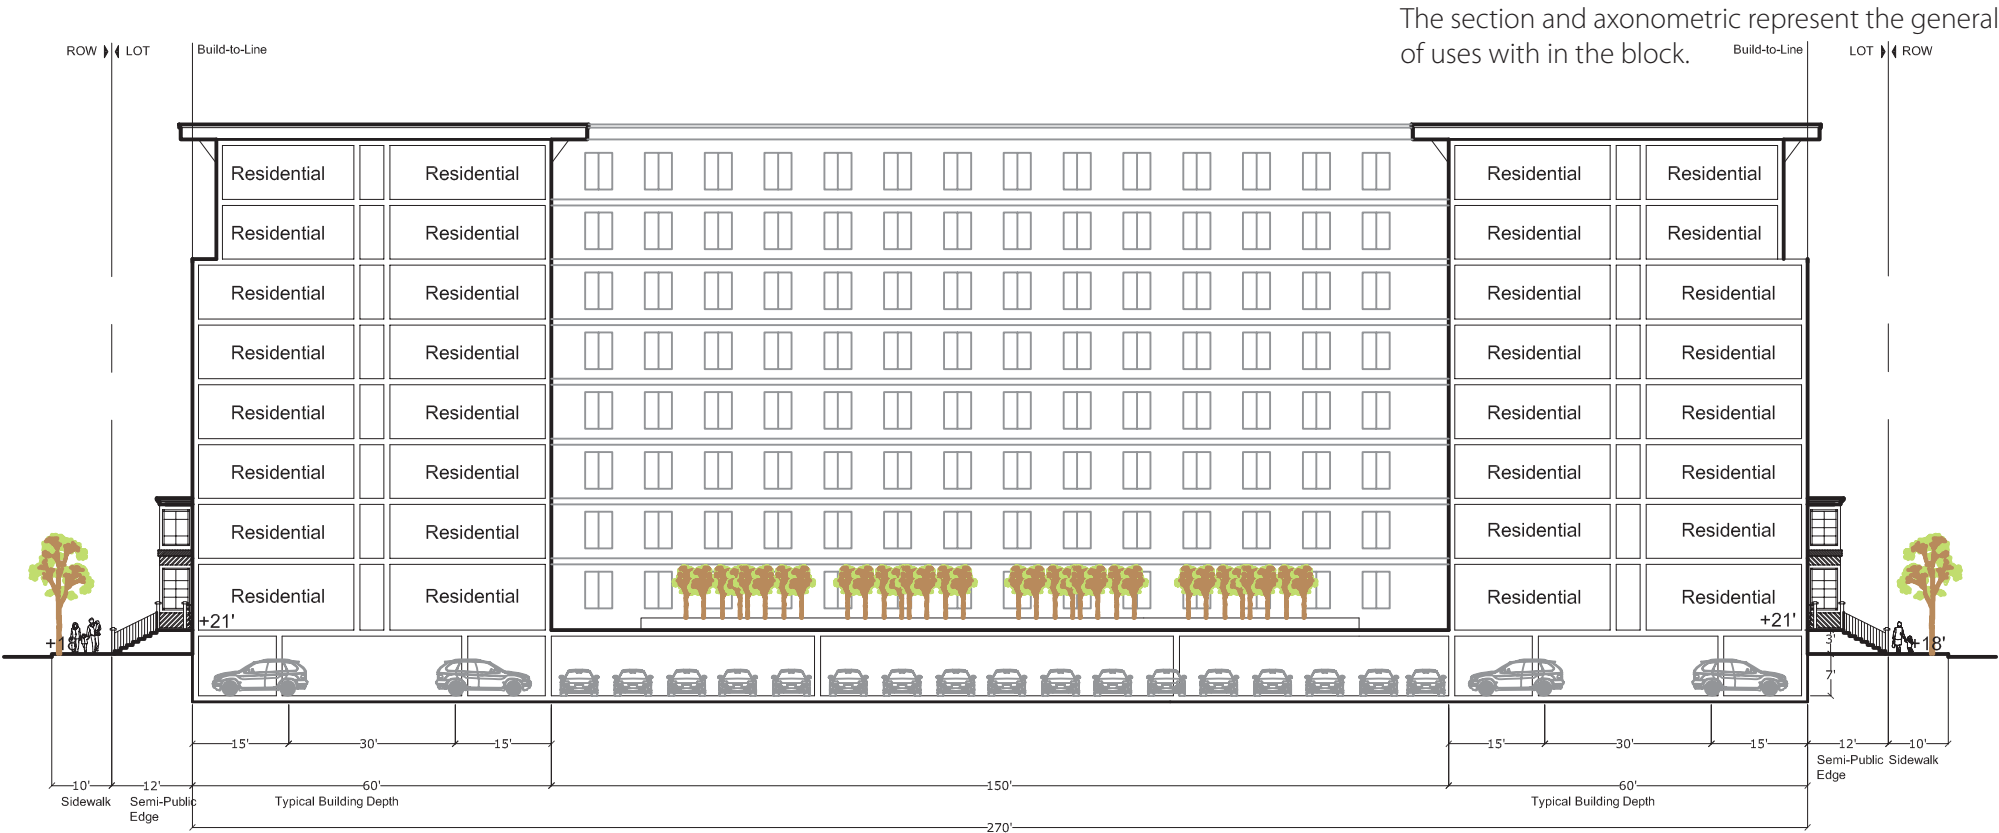 The section and axonometric represent the general
of uses with in the block.
ROW LOT Build-to-Line Build-to-Line LOT ROW
Residential Residential Residential Residential
Residential Residential Residential Residential
Residential Residential Residential Residential
Residential Residential Residential Residential
Residential Residential Residential Residential
Residential Residential Residential Residential
Residential Residential Residential Residential
Residential Residential Residential Residential
+21' +21'
+18'
3'
7'
15' 30' 15' 15' 30' 15' 12' 10'
Semi-Public Sidewalk
Edge
10' 12' 60' 150' 60'
Sidewalk Semi-Public Typical Building Depth Typical Building Depth
Edge
270'